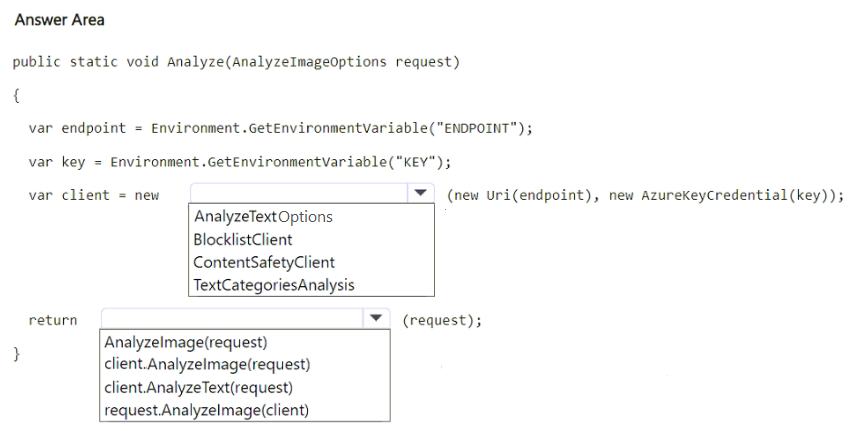 Answer Area
public static void Analyze(AnalyzeImageOptions request)
{
var endpoint = Environment.GetEnvironmentVariable("ENDPOINT");
var key = Environment.GetEnvironmentVariable("KEY");
var client = new (new Uri(endpoint), new AzureKeyCredential(key));
AnalyzeTextOptions
BlocklistClient
ContentSafetyClient
TextCategoriesAnalysis
return (request);
AnalyzeImage(request)
client.AnalyzeImage(request)
client.AnalyzeText(request)
request.AnalyzeImage(client)
}